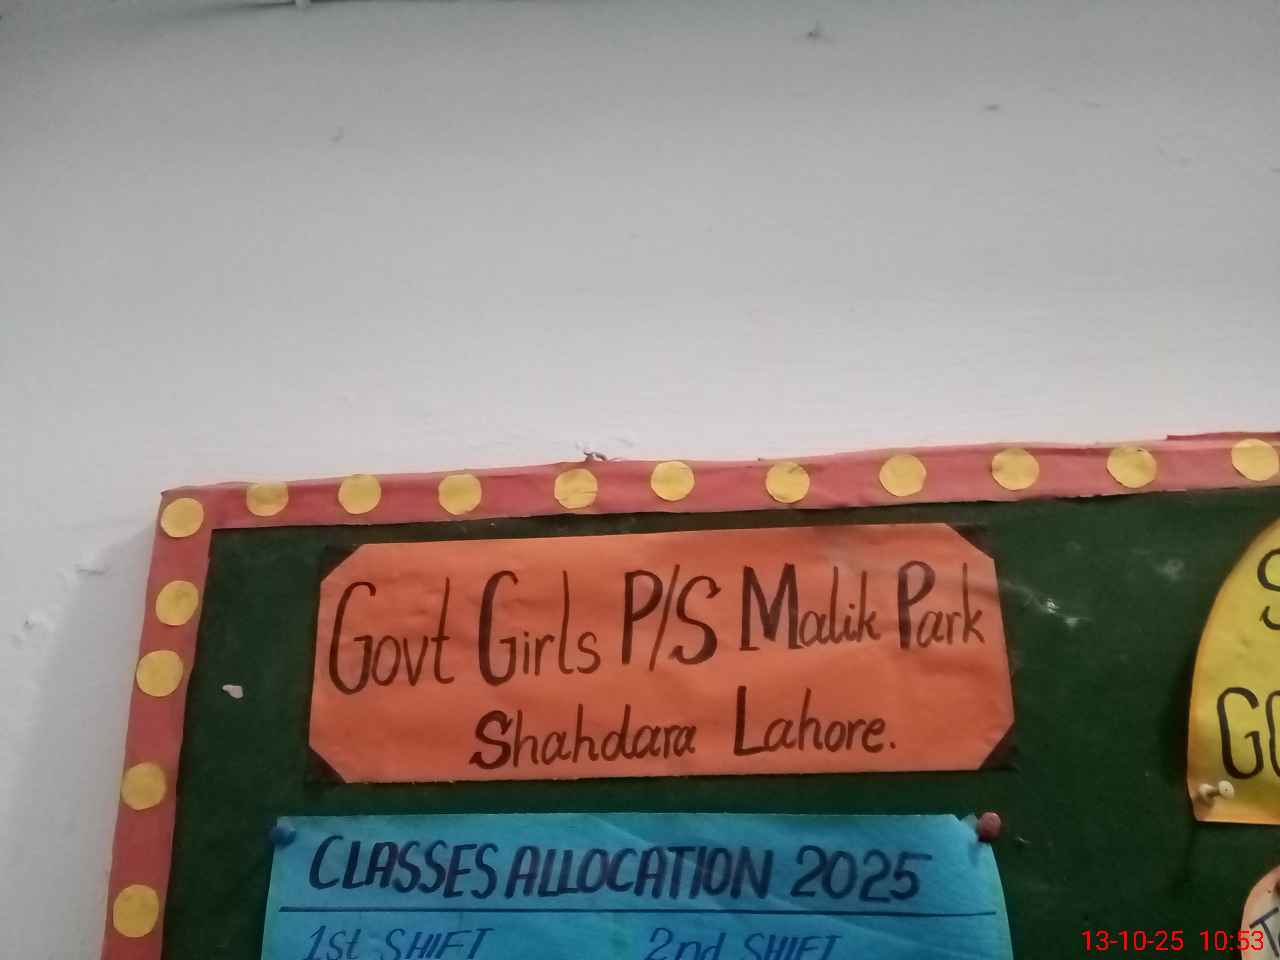 Govt Girls P/S Malik Park
Shahdara Lahore.
CLASSES ALLOCATION 2025
1st SHIFT 2nd SHIFT
13-10-25 10:53